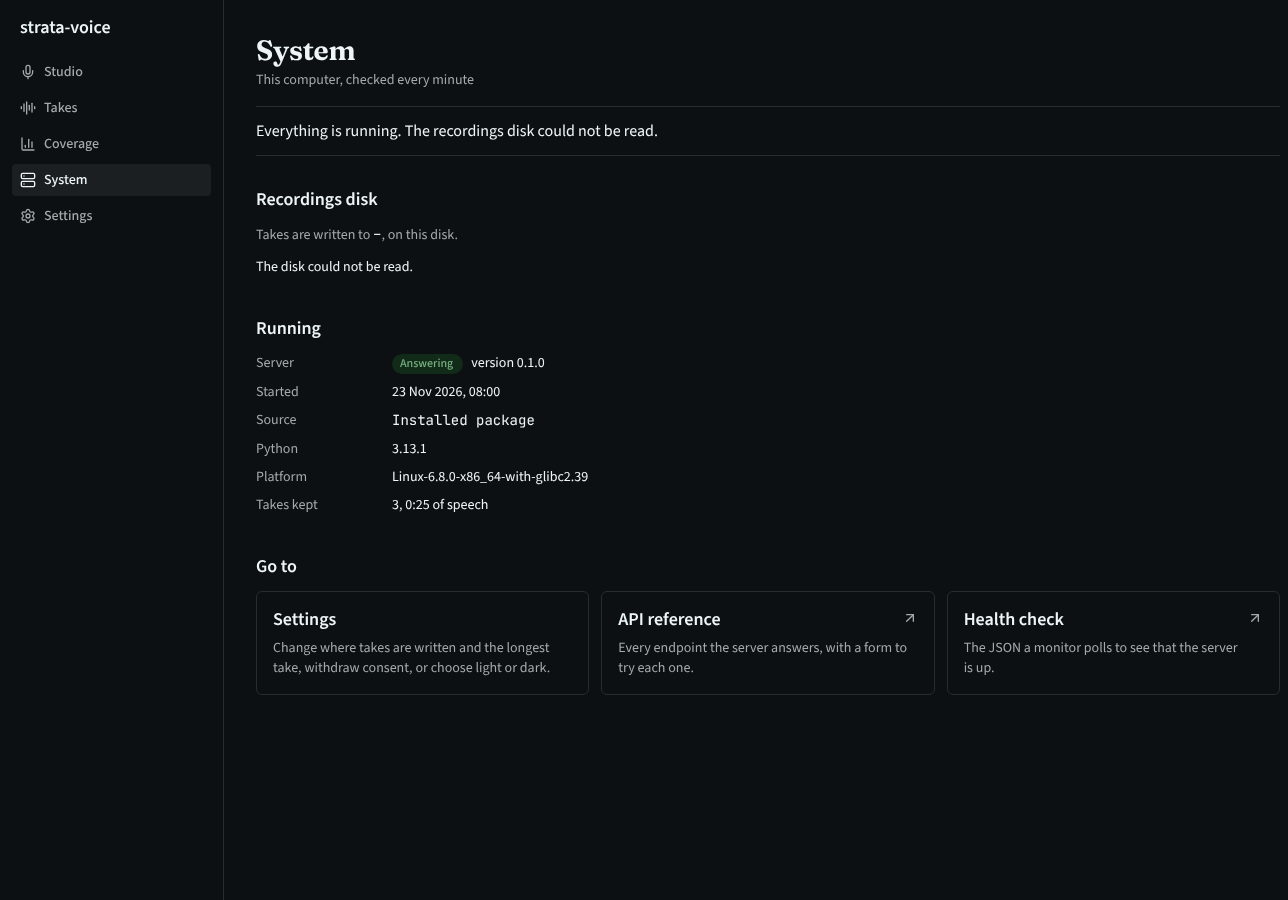 strata-voice
Studio
Takes
Coverage
System
Settings
System
This computer, checked every minute
Everything is running. The recordings disk could not be read.
Recordings disk
Takes are written to –, on this disk.
The disk could not be read.
Running
Server Answering version 0.1.0
Started 23 Nov 2026, 08:00
Source Installed package
Python 3.13.1
Platform Linux-6.8.0-x86_64-with-glibc2.39
Takes kept 3, 0:25 of speech
Go to
Settings
Change where takes are written and the longest
take, withdraw consent, or choose light or dark.
API reference
Every endpoint the server answers, with a form to
try each one.
Health check
The JSON a monitor polls to see that the server
is up.